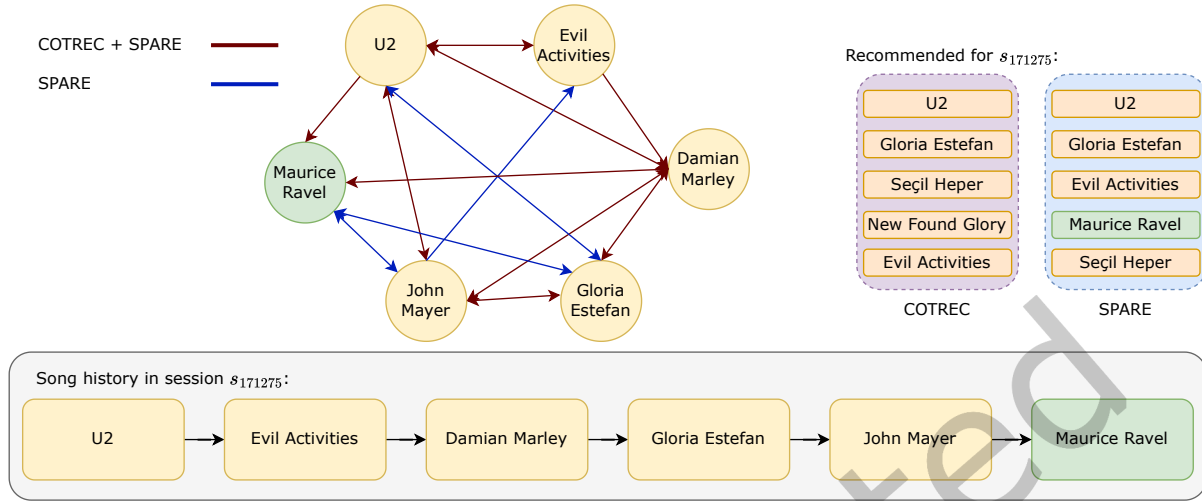 COTREC + SPARE
SPARE
U2
Evil
Activities
Maurice
Ravel
Damian
Marley
John
Mayer
Gloria
Estefan
Recommended for s171275:
U2
Gloria Estefan
Seçil Heper
New Found Glory
Evil Activities
COTREC
U2
Gloria Estefan
Evil Activities
Maurice Ravel
Seçil Heper
SPARE
Song history in session s171275:
U2
Evil Activities
Damian Marley
Gloria Estefan
John Mayer
Maurice Ravel
ted